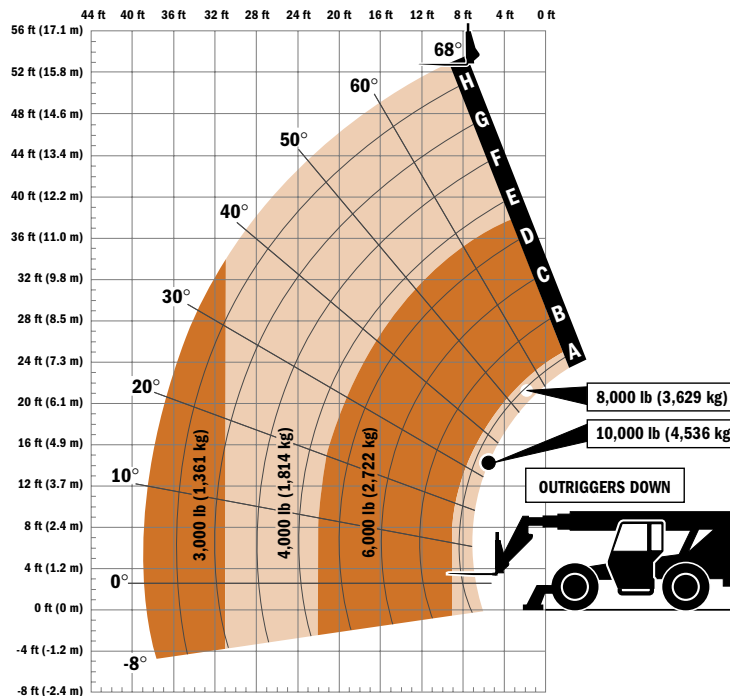 44 ft 40 ft 36 ft 32 ft 28 ft 24 ft 20 ft 16 ft 12 ft 8 ft 4 ft 0 ft
56 ft (17.1 m)
52 ft (15.8 m)
48 ft (14.6 m)
44 ft (13.4 m)
40 ft (12.2 m)
36 ft (11.0 m)
32 ft (9.8 m)
28 ft (8.5 m)
24 ft (7.3 m)
20 ft (6.1 m)
16 ft (4.9 m)
12 ft (3.7 m)
8 ft (2.4 m)
4 ft (1.2 m)
0 ft (0 m)
-4 ft (-1.2 m)
-8 ft (-2.4 m)
68°
60°
50°
40°
30°
20°
10°
0°
-8°
H
G
F
E
D
C
B
A
3,000 lb (1,361 kg)
4,000 lb (1,814 kg)
6,000 lb (2,722 kg)
8,000 lb (3,629 kg)
10,000 lb (4,536 kg
OUTRIGGERS DOWN